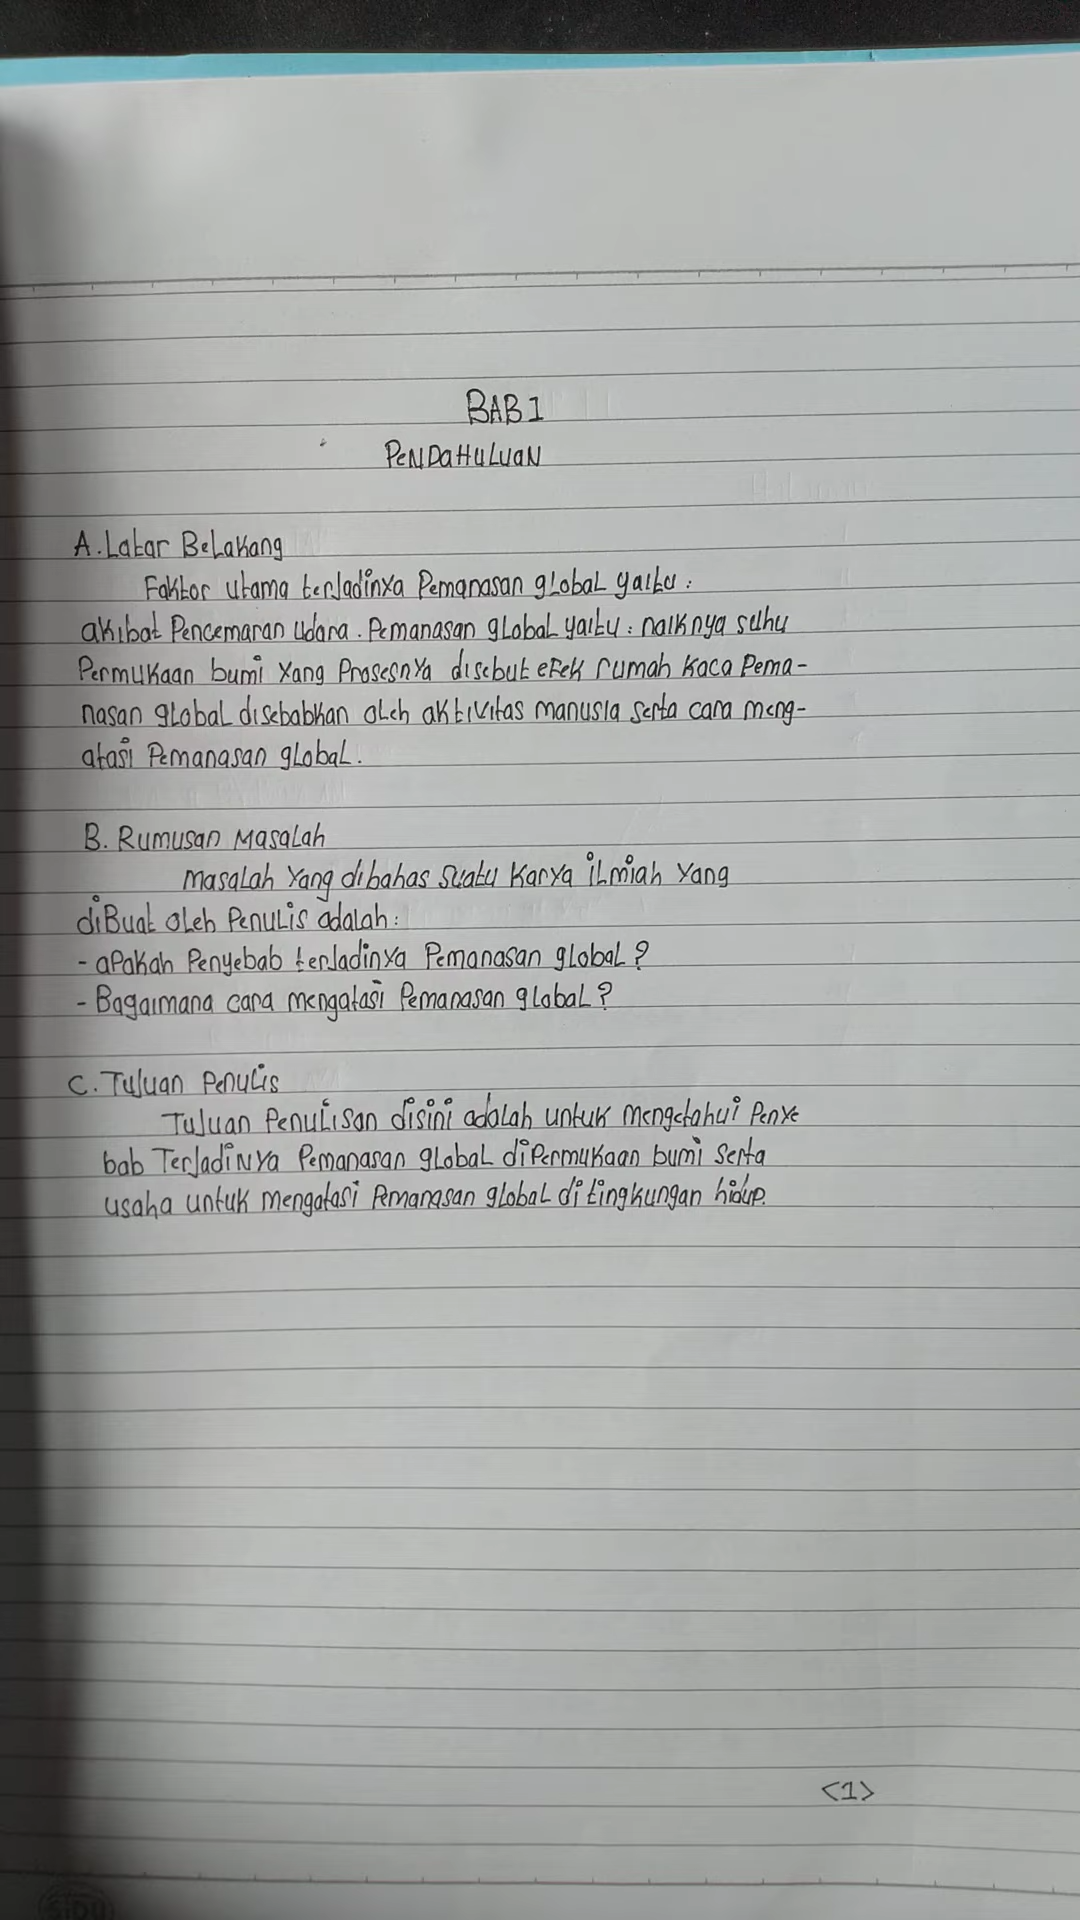 BAB 1
PENDAHULUAN
A. Latar Belakang
Faktor utama terjadinya Pemanasan global yaitu :
akibat Pencemaran udara. Pemanasan global yaitu : naiknya suhu
Permukaan bumi yang Prosesnya disebut efek rumah kaca Pema-
nasan global disebabkan oleh aktivitas manusia serta cara meng-
atasi Pemanasan global.
B. Rumusan Masalah
Masalah yang dibahas suatu karya ilmiah yang
diBuat oleh Penulis adalah :
- apakah Penyebab terjadinya Pemanasan global ?
- Bagaimana cara mengatasi Pemanasan global ?
C. Tujuan Penulis
Tujuan Penulisan disini adalah untuk mengetahui Penye
bab Terjadinya Pemanasan global diPermukaan bumi serta
usaha untuk mengatasi Pemanasan global di lingkungan hidup.
<1>
SIDU